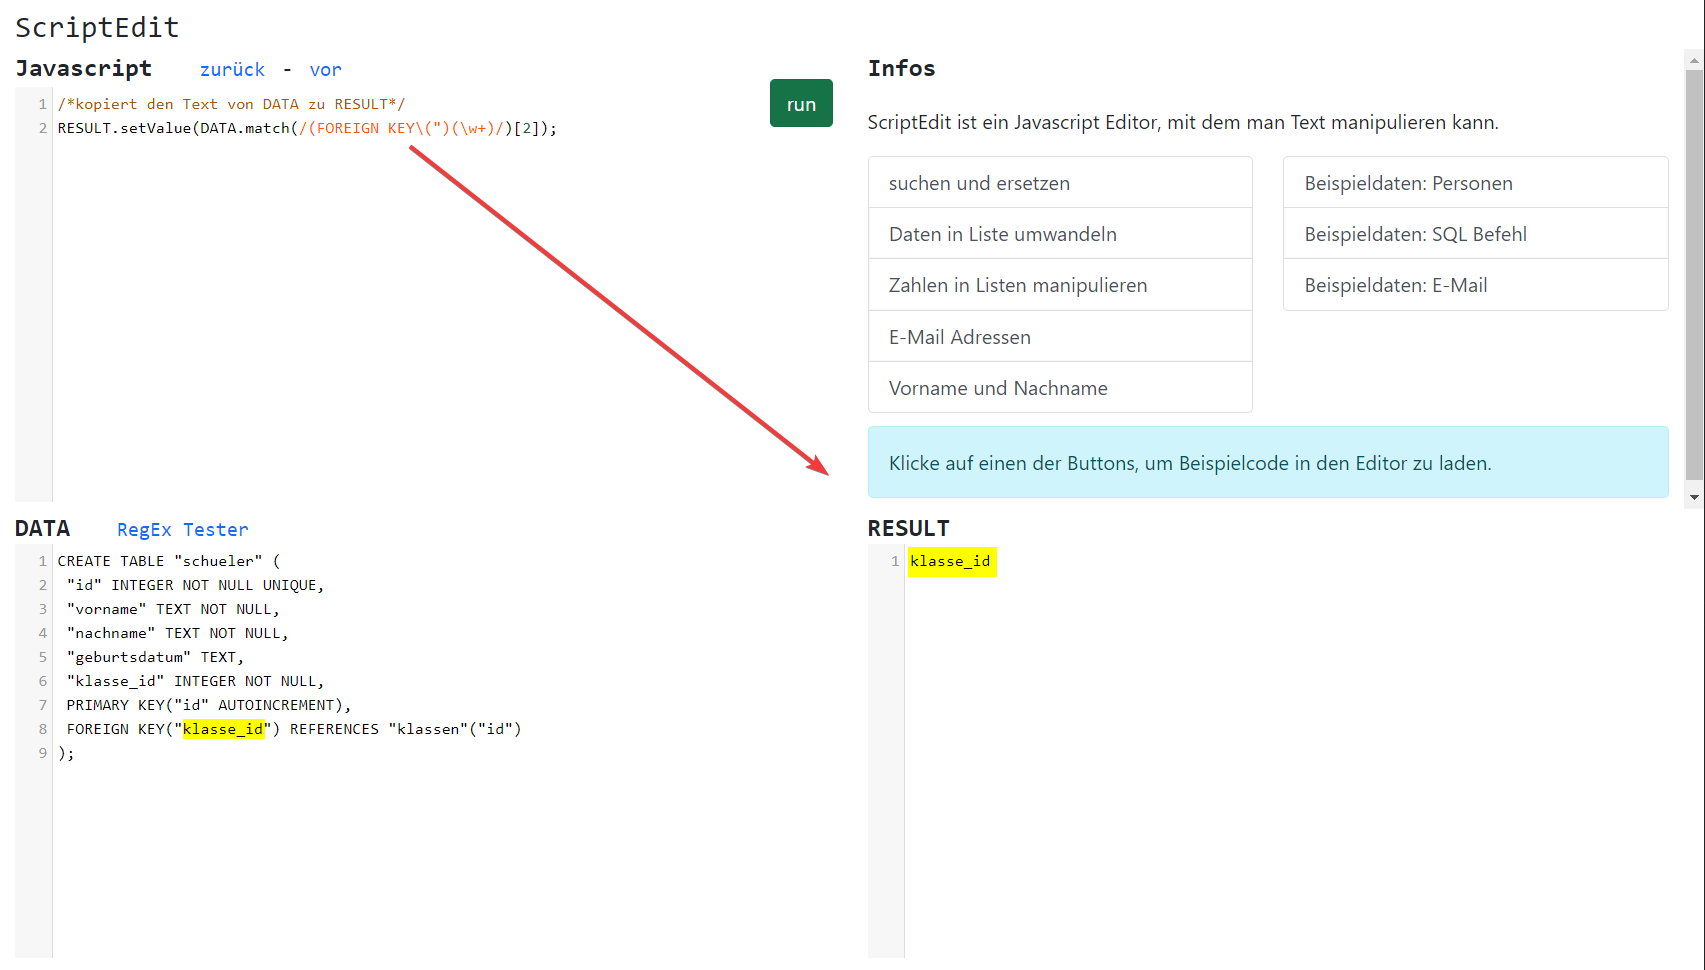 ScriptEdit
Javascript zurück - vor
run
1 /*kopiert den Text von DATA zu RESULT*/
2 RESULT.setValue(DATA.match(/(FOREIGN KEY\(")(\w+)/)[2]);
Infos
ScriptEdit ist ein Javascript Editor, mit dem man Text manipulieren kann.
suchen und ersetzen
Daten in Liste umwandeln
Zahlen in Listen manipulieren
E-Mail Adressen
Vorname und Nachname
Beispieldaten: Personen
Beispieldaten: SQL Befehl
Beispieldaten: E-Mail
Klicke auf einen der Buttons, um Beispielcode in den Editor zu laden.
DATA RegEx Tester
1 CREATE TABLE "schueler" (
2 "id" INTEGER NOT NULL UNIQUE,
3 "vorname" TEXT NOT NULL,
4 "nachname" TEXT NOT NULL,
5 "geburtsdatum" TEXT,
6 "klasse_id" INTEGER NOT NULL,
7 PRIMARY KEY("id" AUTOINCREMENT),
8 FOREIGN KEY("klasse_id") REFERENCES "klassen"("id")
9 );
RESULT
1 klasse_id